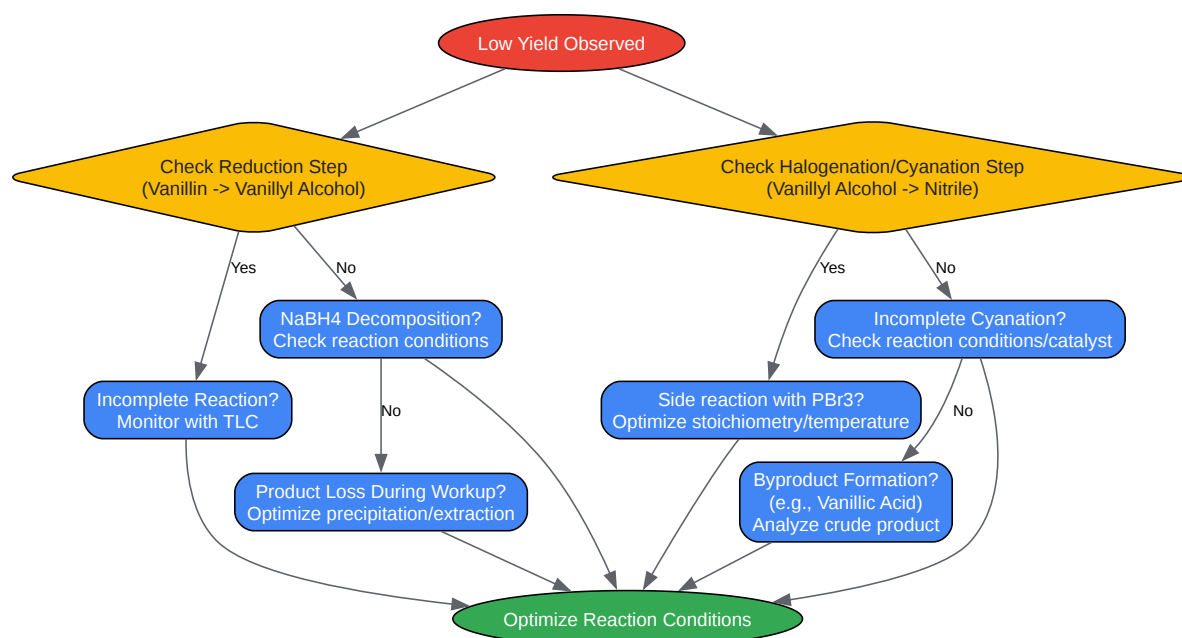 Low Yield Observed
Check Reduction Step
(Vanillin -> Vanillyl Alcohol)
Check Halogenation/Cyanation Step
(Vanillyl Alcohol -> Nitrile)
Yes
No
Yes
No
NaBH4 Decomposition?
Check reaction conditions
Incomplete Cyanation?
Check reaction conditions/catalyst
Incomplete Reaction?
Monitor with TLC
No
Side reaction with PBr3?
Optimize stoichiometry/temperature
No
Product Loss During Workup?
Optimize precipitation/extraction
Byproduct Formation?
(e.g., Vanillic Acid)
Analyze crude product
Optimize Reaction Conditions